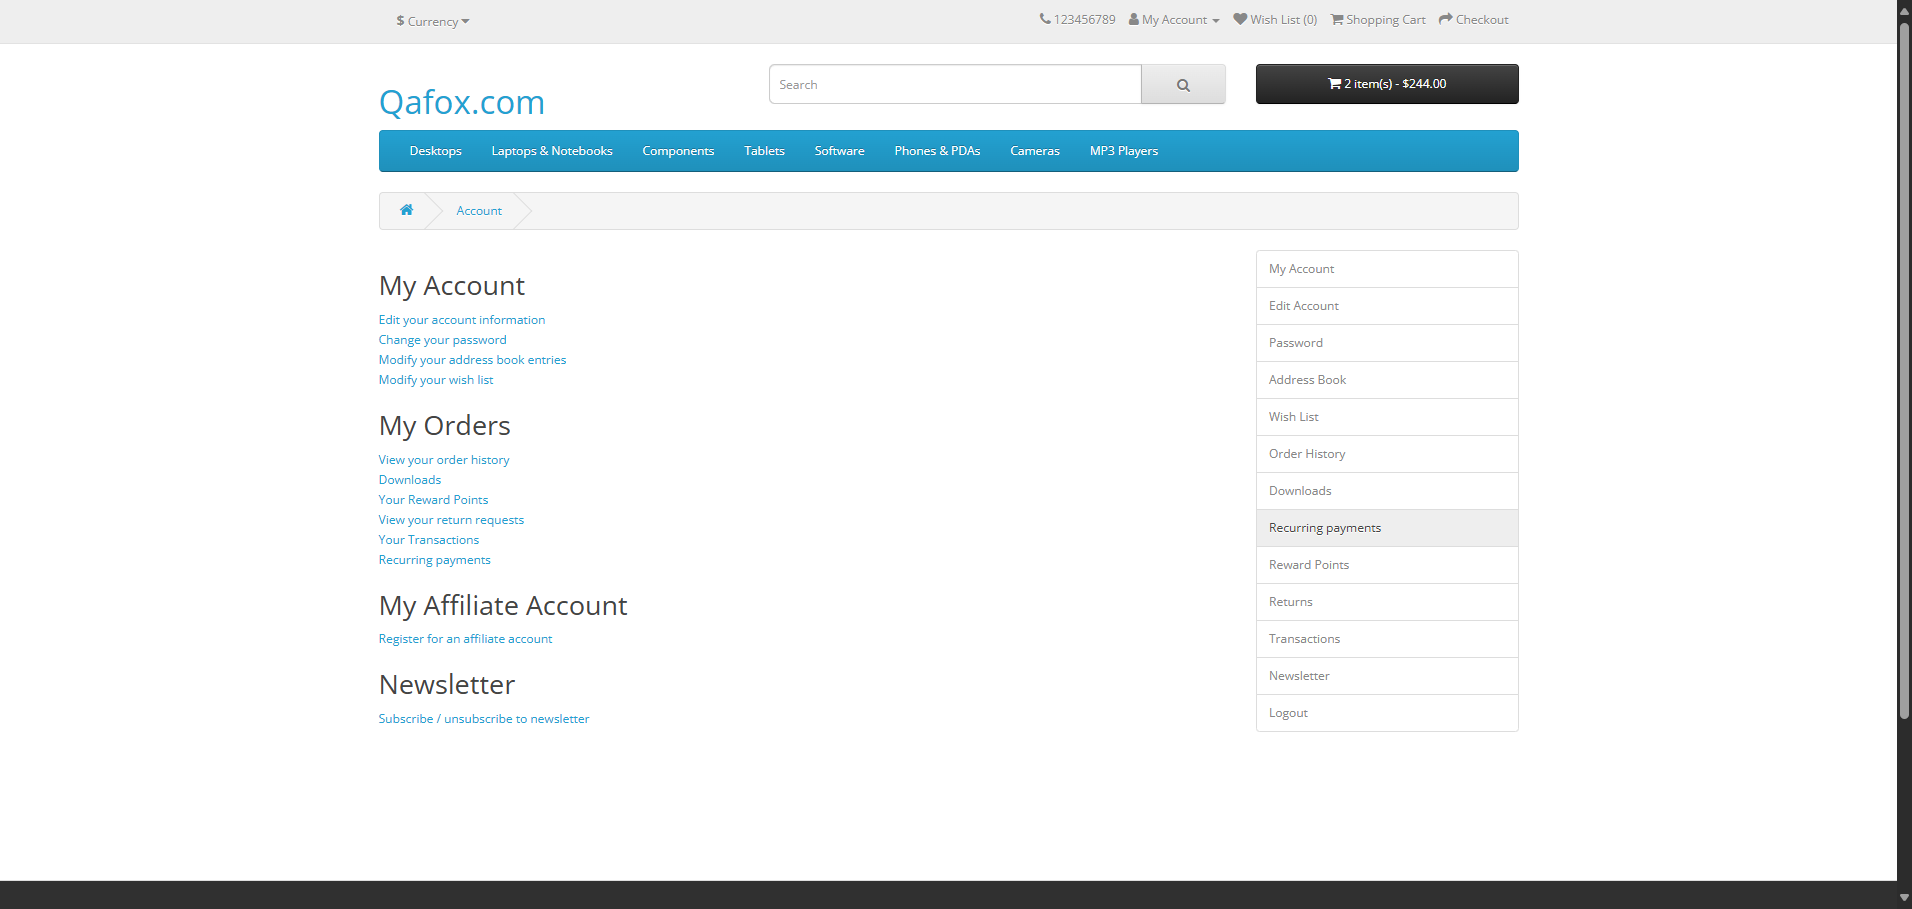 $ Currency
123456789 My Account Wish List (0) Shopping Cart Checkout
Qafox.com
Search
2 item(s) - $244.00
Desktops Laptops & Notebooks Components Tablets Software Phones & PDAs Cameras MP3 Players
Account
My Account
Edit your account information
Change your password
Modify your address book entries
Modify your wish list
My Orders
View your order history
Downloads
Your Reward Points
View your return requests
Your Transactions
Recurring payments
My Affiliate Account
Register for an affiliate account
Newsletter
Subscribe / unsubscribe to newsletter
My Account
Edit Account
Password
Address Book
Wish List
Order History
Downloads
Recurring payments
Reward Points
Returns
Transactions
Newsletter
Logout